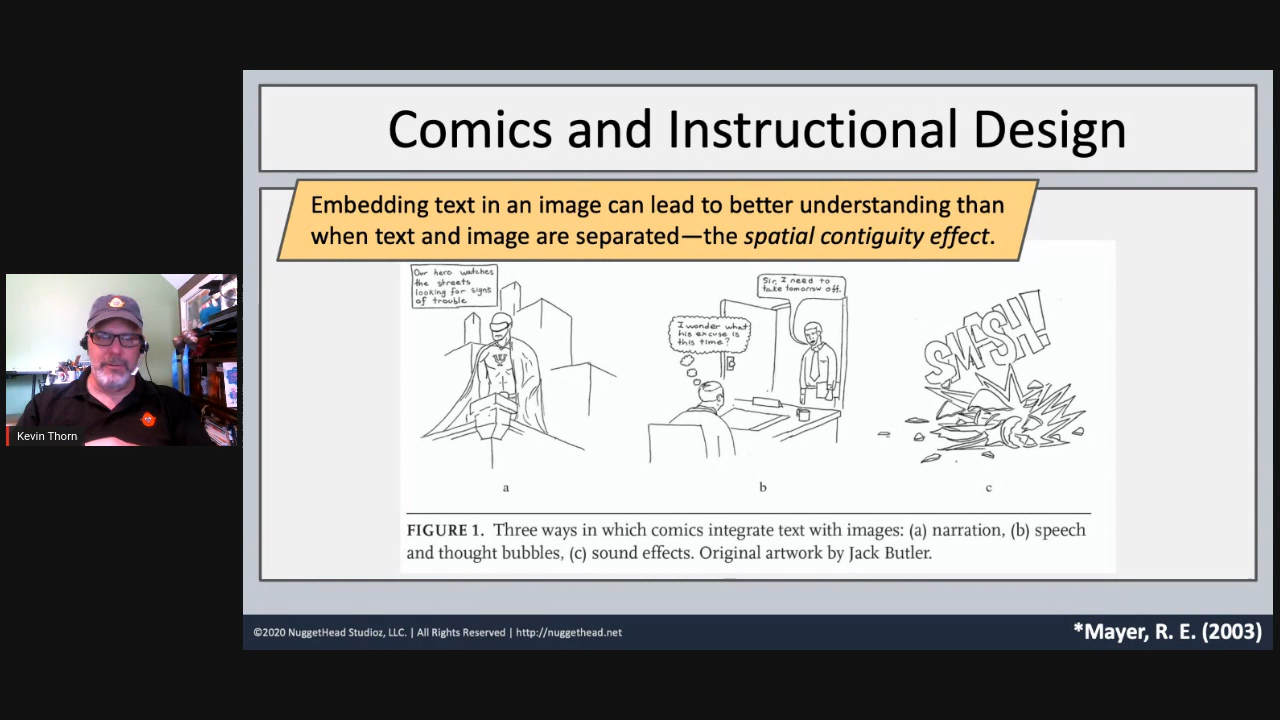 Comics and Instructional Design
Embedding text in an image can lead to better understanding than
when text and image are separated—the spatial contiguity effect.
Our hero watches
the streets
looking for signs
of trouble
I wonder what
his excuse is
this time?
Sir, I need to
take tomorrow off.
SMASH!
a
b
c
FIGURE 1. Three ways in which comics integrate text with images: (a) narration, (b) speech
and thought bubbles, (c) sound effects. Original artwork by Jack Butler.
Kevin Thorn
©2020 NuggetHead Studioz, LLC. | All Rights Reserved | http://nuggethead.net
*Mayer, R. E. (2003)